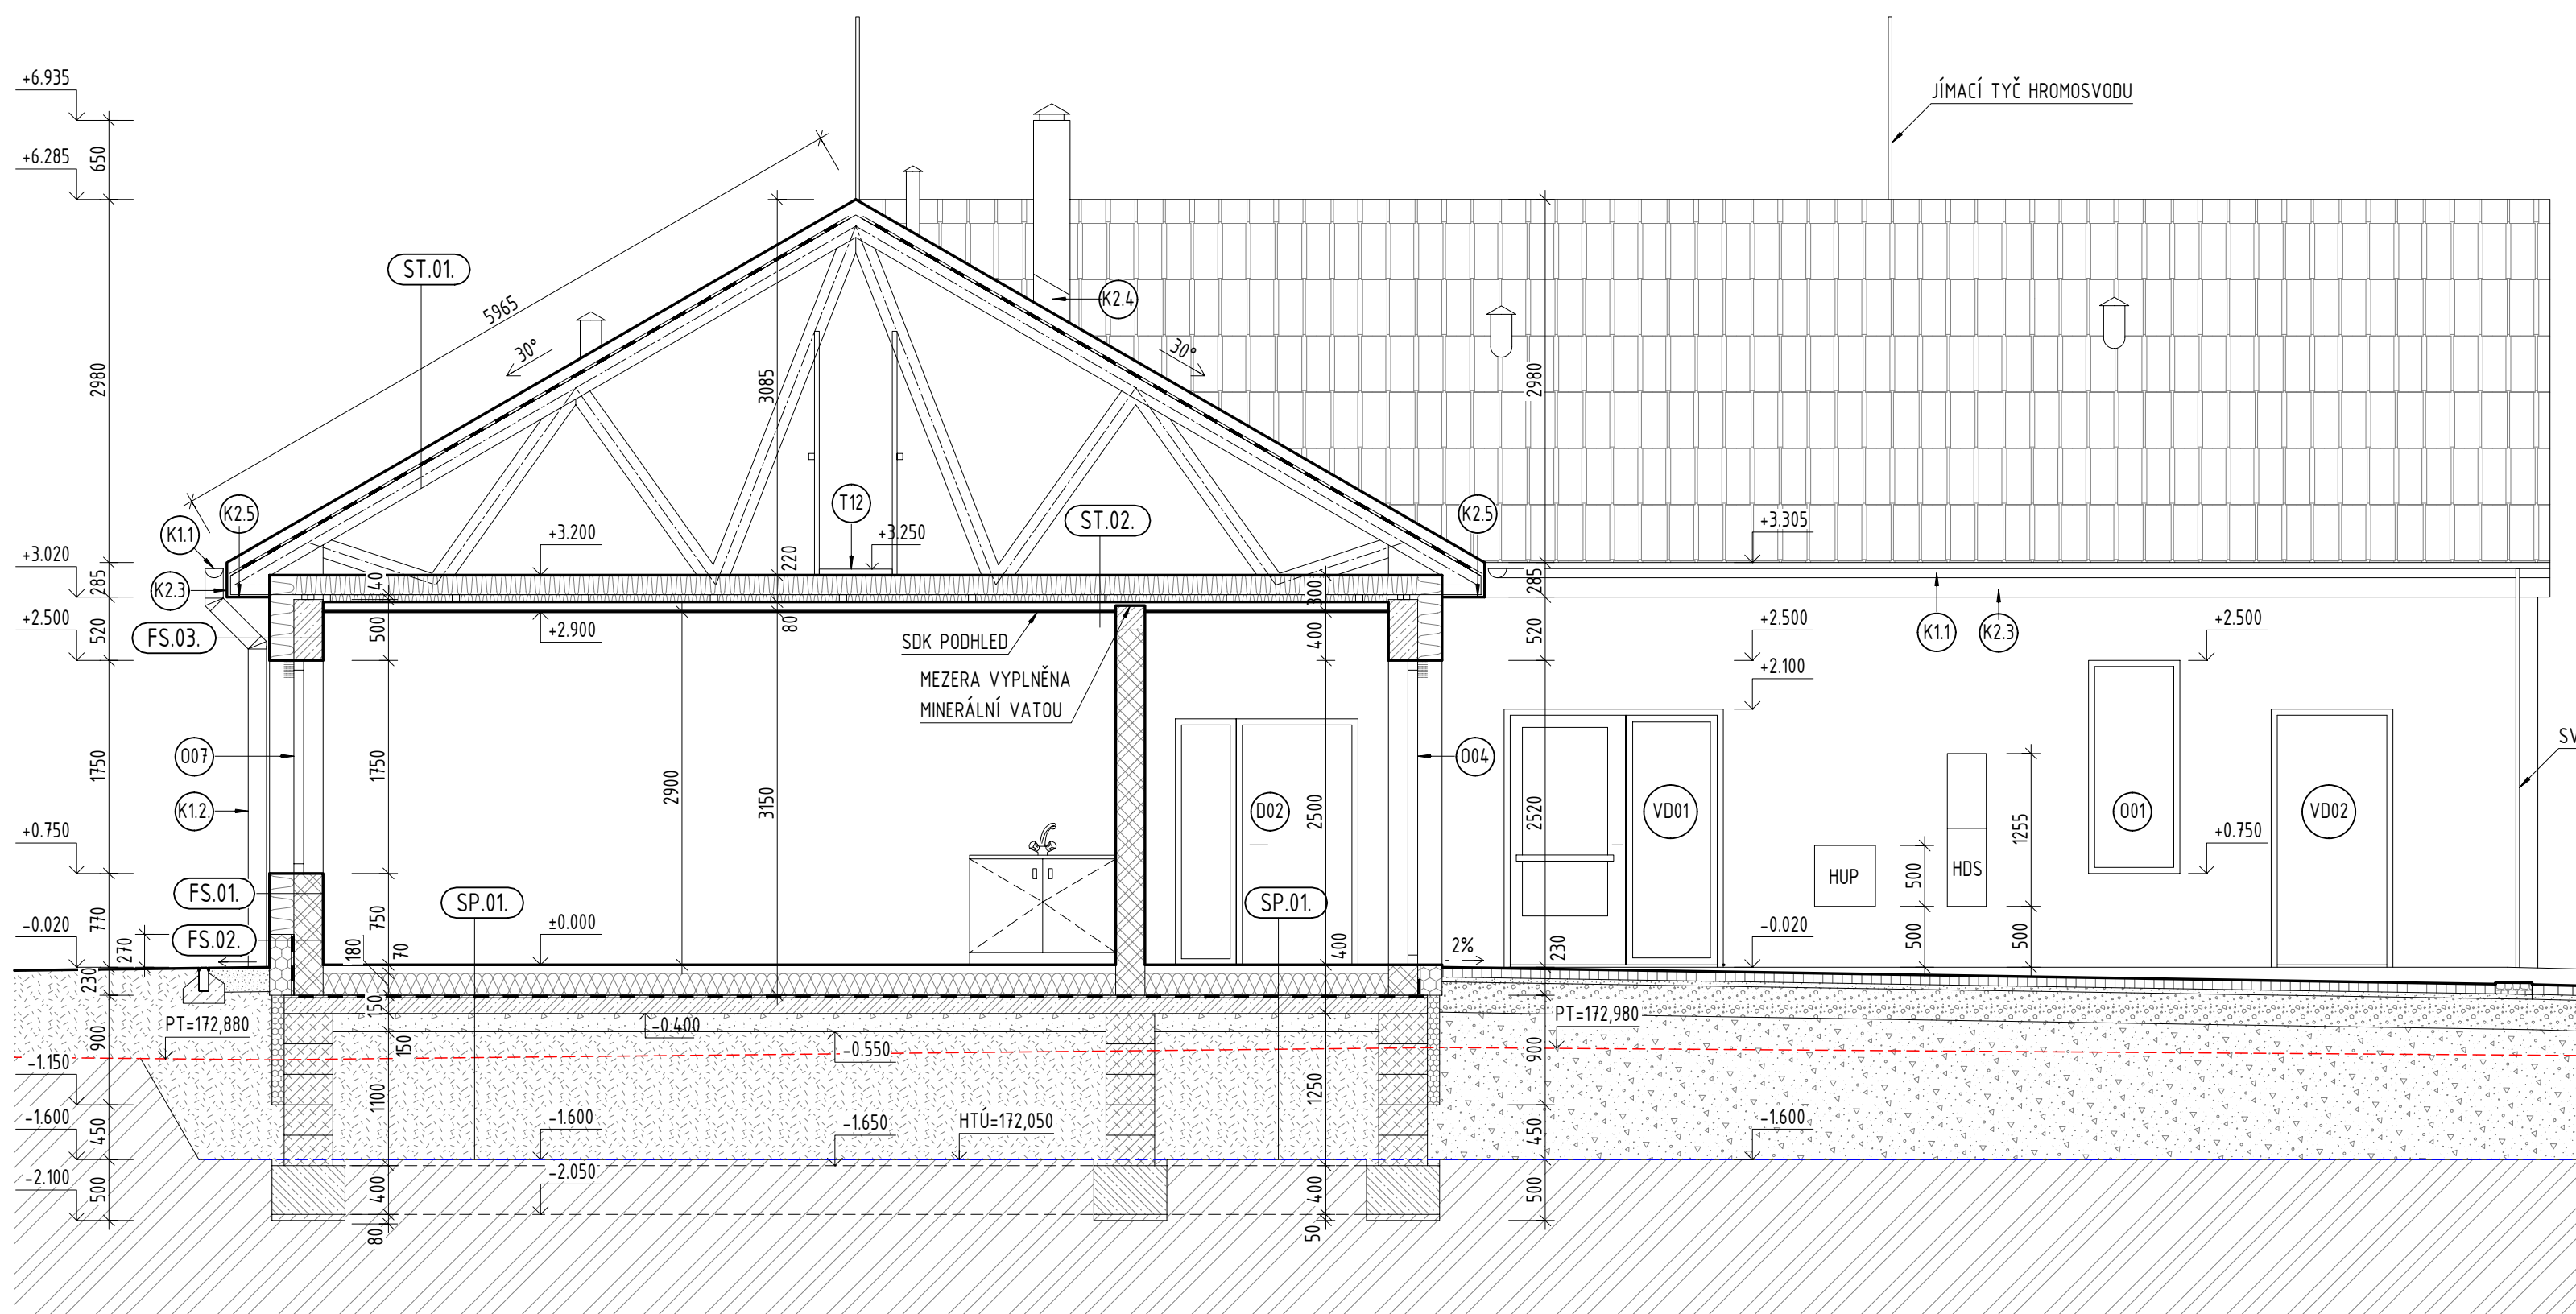 +6.935
JÍMACÍ TYČ HROMOSVODU
+6.285
650
ST.01.
5965
30°
30°
K2.4
2980
3085
2980
K1.1
K2.5
T12
ST.02.
K2.5
+3.305
+3.200
+3.250
+3.020
285
K2.3
40
220
300
285
K1.1
K2.3
+2.500
520
FS.03.
500
+2.900
80
SDK PODHLED
400
520
+2.500
+2.500
MEZERA VYPLNĚNA
MINERÁLNÍ VATOU
+2.100
1750
O07
1750
2900
3150
2500
O04
2520
SV
K1.2.
D02
VD01
1255
O01
VD02
+0.750
+0.750
500
HUP
HDS
770
FS.01.
750
SP.01.
SP.01.
-0.020
270
FS.02.
180
70
±0.000
400
2%
230
-0.020
500
500
230
150
PT=172,880
-0.400
PT=172,980
900
150
-0.550
900
-1.150
1100
1250
-1.600
450
-1.600
-1.650
HTÚ=172,050
450
-1.600
-2.100
500
400
-2.050
400
500
80
50